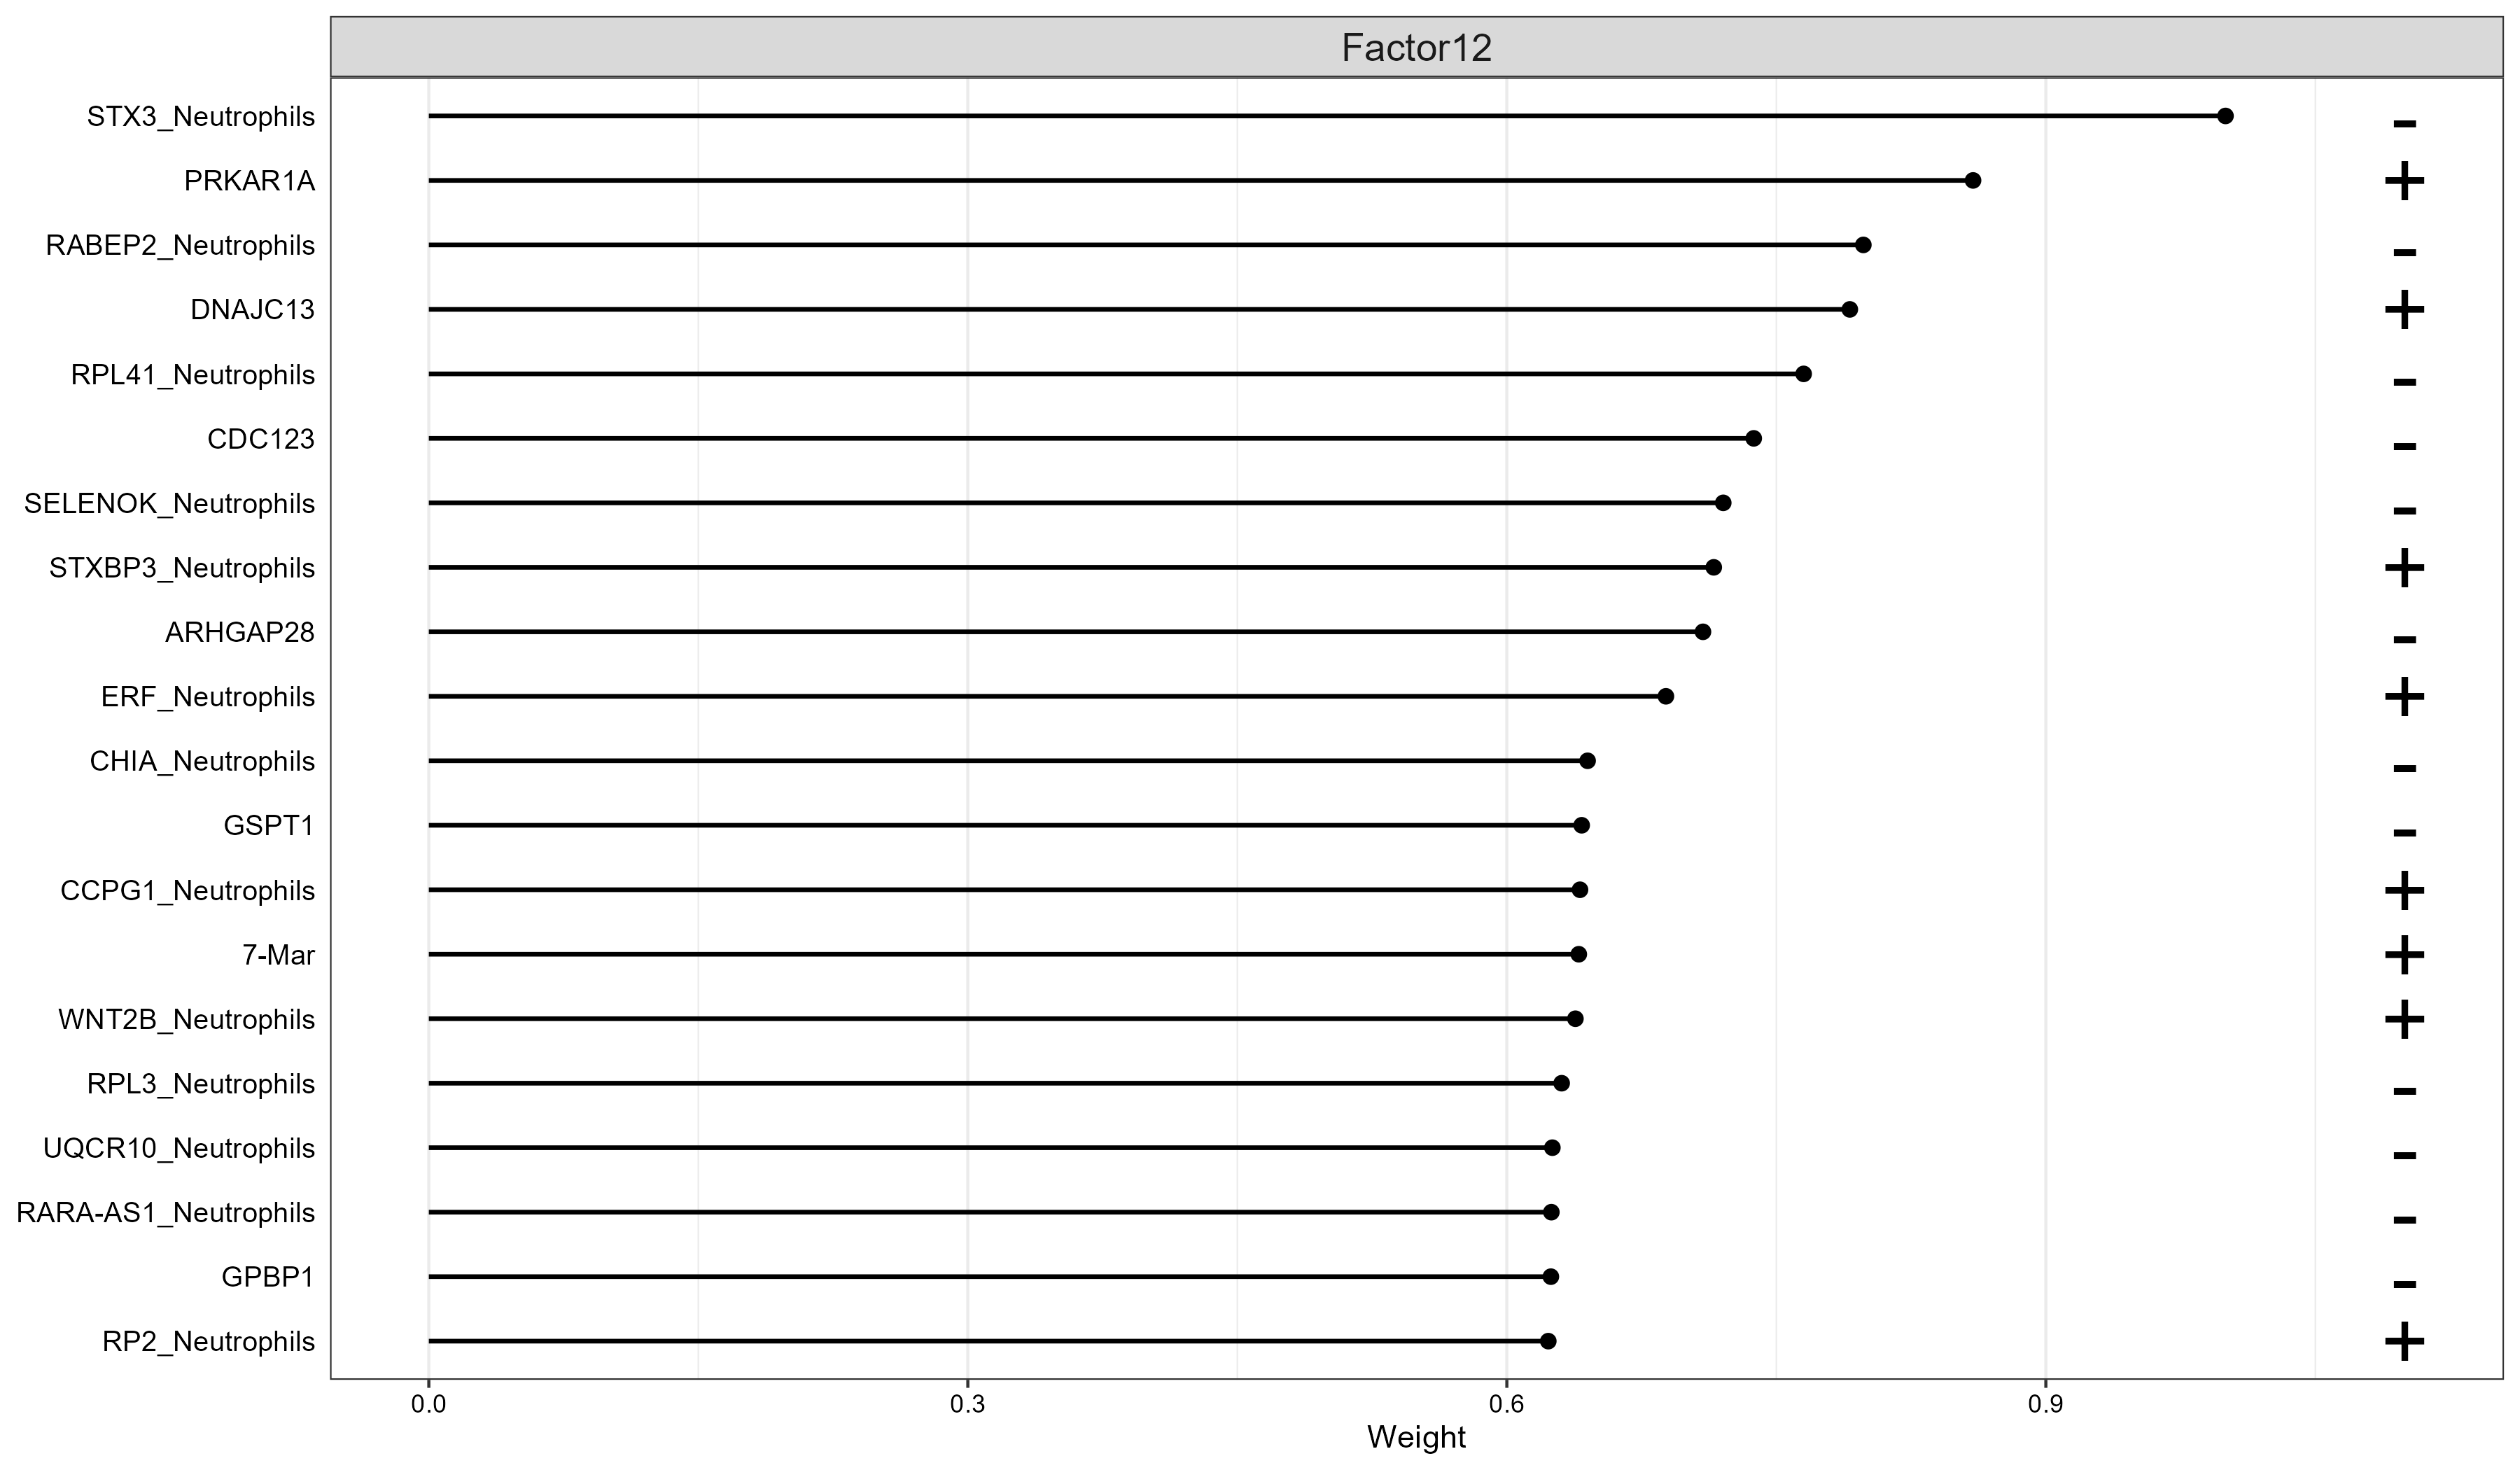 Factor12
STX3_Neutrophils -
PRKAR1A +
RABEP2_Neutrophils -
DNAJC13 +
RPL41_Neutrophils -
CDC123 -
SELENOK_Neutrophils -
STXBP3_Neutrophils +
ARHGAP28 -
ERF_Neutrophils +
CHIA_Neutrophils -
GSPT1 -
CCPG1_Neutrophils +
7-Mar +
WNT2B_Neutrophils +
RPL3_Neutrophils -
UQCR10_Neutrophils -
RARA-AS1_Neutrophils -
GPBP1 -
RP2_Neutrophils +
0.0 0.3 0.6 0.9
Weight